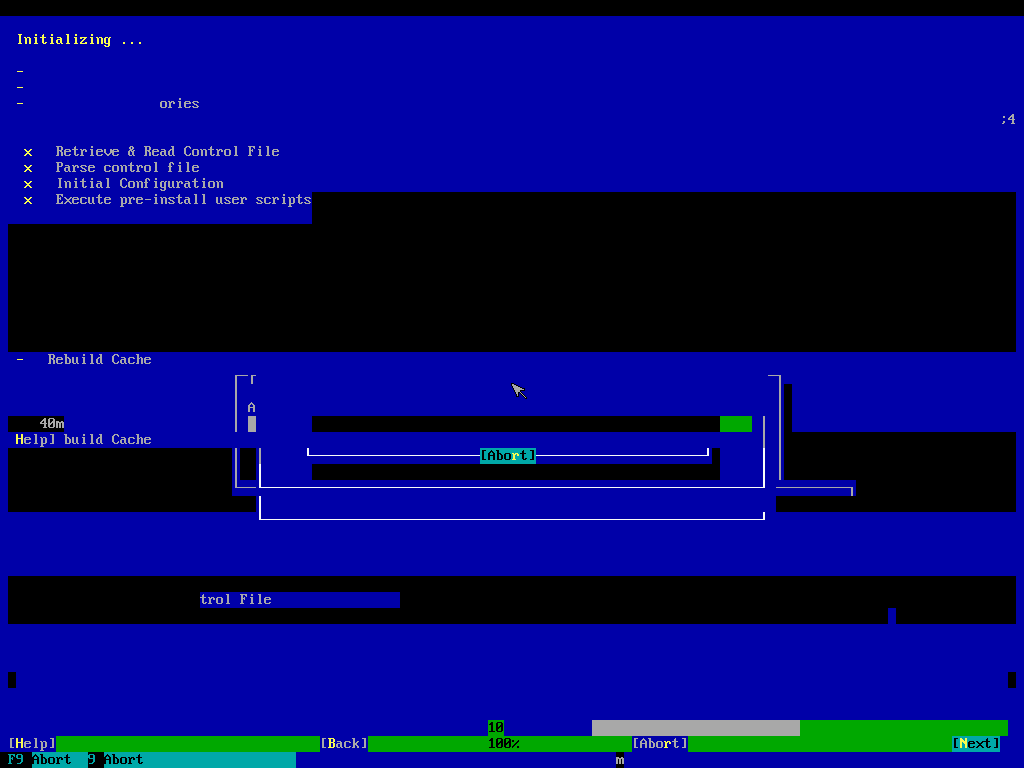 Initializing ...
-
-
- ories
;4
x Retrieve & Read Control File
x Parse control file
x Initial Configuration
x Execute pre-install user scripts
- Rebuild Cache
A
40m
Help] build Cache
[Abort]
trol File
10
[Help] [Back] 100% [Abort] [Next]
F9 Abort 9 Abort m